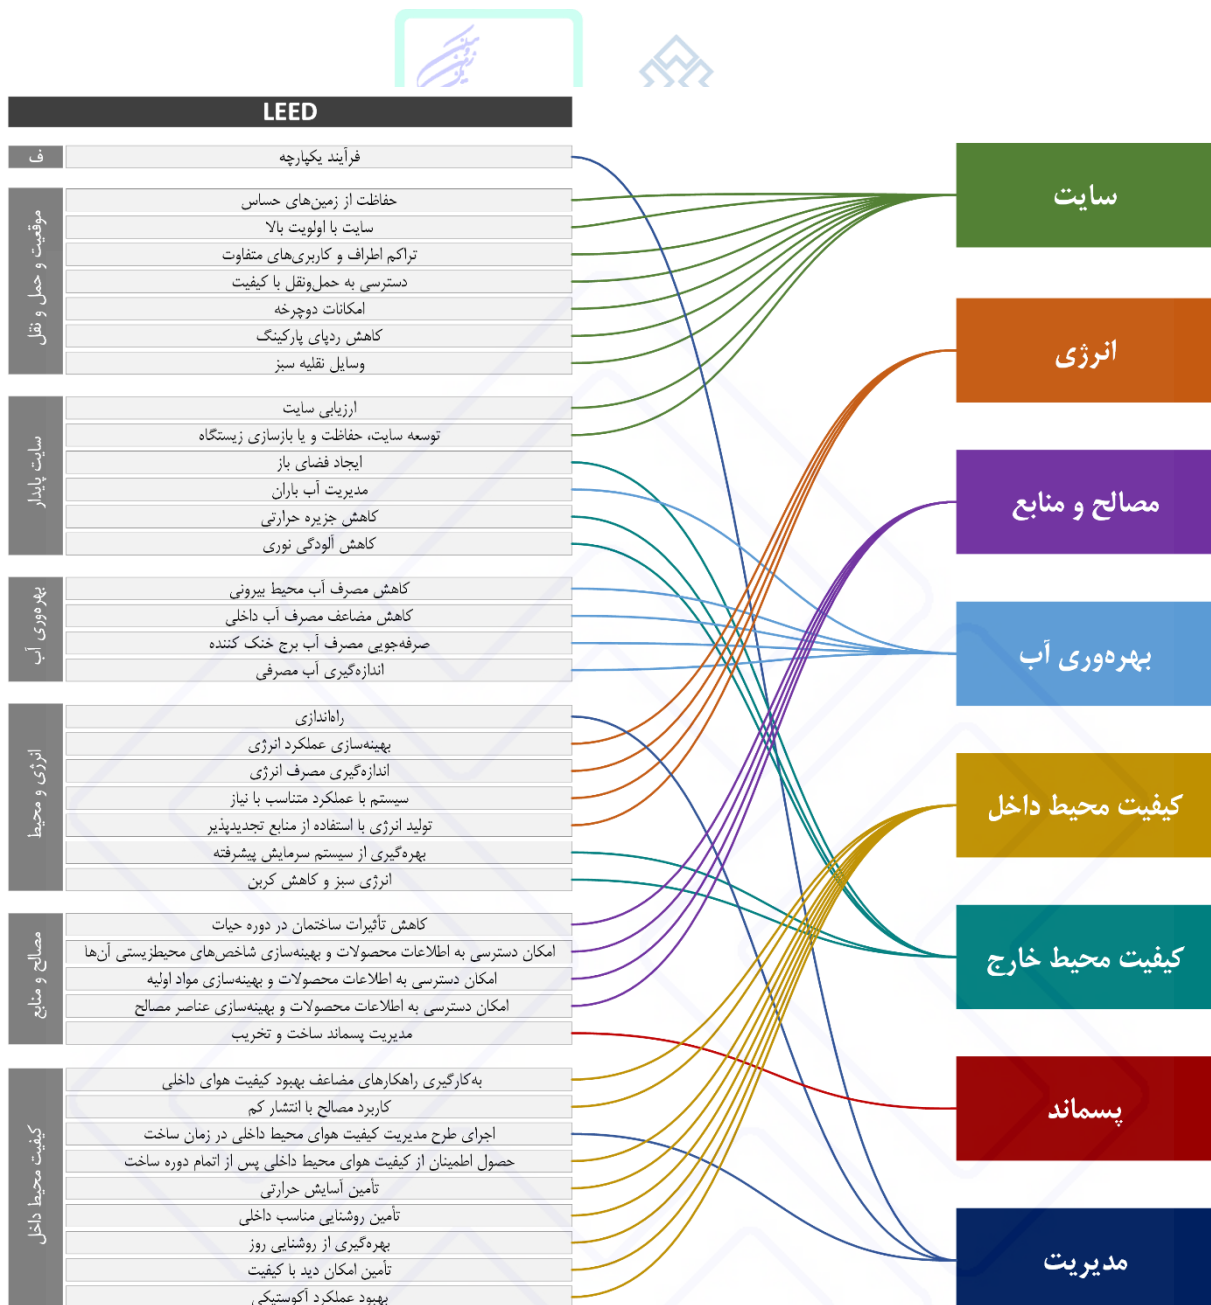 LEED
ف
فرآیند یکپارچه
موقعیت و حمل و نقل
حفاظت از زمین‌های حساس
سایت با اولویت بالا
تراکم اطراف و کاربری‌های متفاوت
دسترسی به حمل‌ونقل با کیفیت
امکانات دوچرخه
کاهش ردپای پارکینگ
وسایل نقلیه سبز
سایت پایدار
ارزیابی سایت
توسعه سایت، حفاظت و یا بازسازی زیستگاه
ایجاد فضای باز
مدیریت آب باران
کاهش جزیره حرارتی
کاهش آلودگی نوری
بهره‌وری آب
کاهش مصرف آب محیط بیرونی
کاهش مضاعف مصرف آب داخلی
صرفه‌جویی مصرف آب برج خنک کننده
اندازه‌گیری آب مصرفی
انرژی و محیط
راه‌اندازی
بهینه‌سازی عملکرد انرژی
اندازه‌گیری مصرف انرژی
سیستم با عملکرد متناسب با نیاز
تولید انرژی با استفاده از منابع تجدیدپذیر
بهره‌گیری از سیستم سرمایش پیشرفته
انرژی سبز و کاهش کربن
مصالح و منابع
کاهش تأثیرات ساختمان در دوره حیات
امکان دسترسی به اطلاعات محصولات و بهینه‌سازی شاخص‌های محیط‌زیستی آن‌ها
امکان دسترسی به اطلاعات محصولات و بهینه‌سازی مواد اولیه
امکان دسترسی به اطلاعات محصولات و بهینه‌سازی عناصر مصالح
مدیریت پسماند ساخت و تخریب
کیفیت محیط داخل
به‌کارگیری راهکارهای مضاعف بهبود کیفیت هوای داخلی
کاربرد مصالح با انتشار کم
اجرای طرح مدیریت کیفیت هوای محیط داخلی در زمان ساخت
حصول اطمینان از کیفیت هوای محیط داخلی پس از اتمام دوره ساخت
تأمین آسایش حرارتی
تأمین روشنایی مناسب داخلی
بهره‌گیری از روشنایی روز
تأمین امکان دید با کیفیت
بهبود عملکرد آکوستیکی
سایت
انرژی
مصالح و منابع
بهره‌وری آب
کیفیت محیط داخل
کیفیت محیط خارج
پسماند
مدیریت